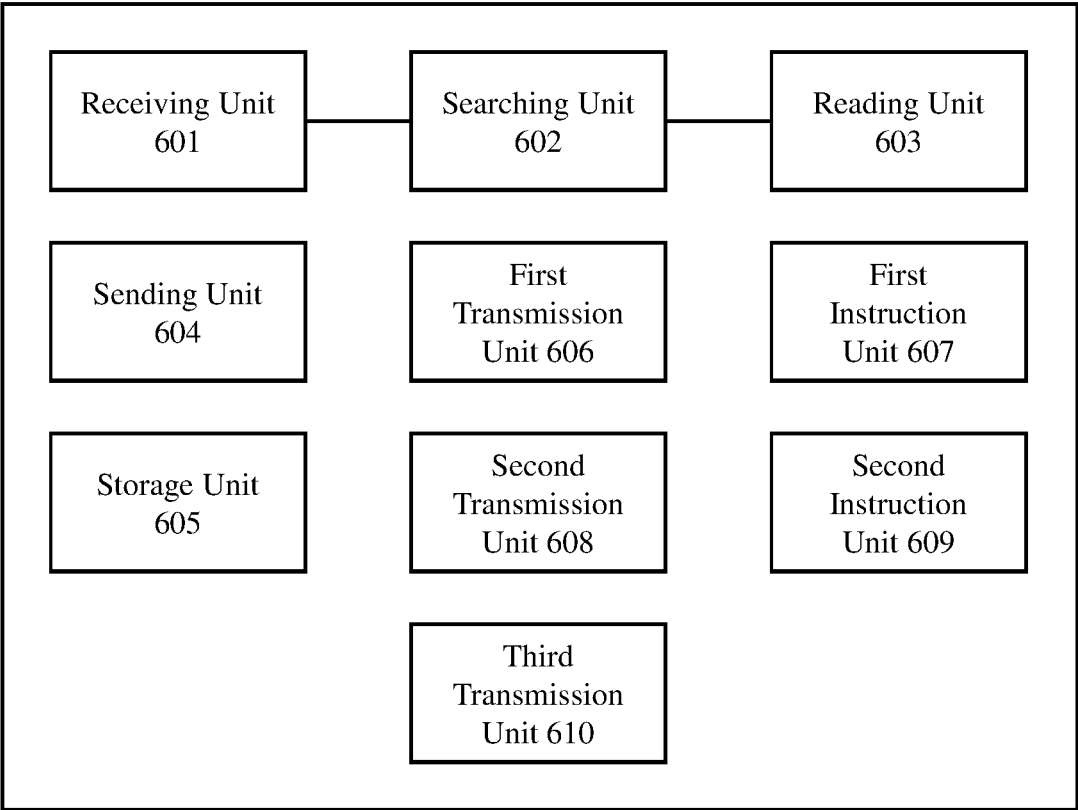 Receiving Unit
601
Searching Unit
602
Reading Unit
603
Sending Unit
604
First
Transmission
Unit 606
First
Instruction
Unit 607
Storage Unit
605
Second
Transmission
Unit 608
Second
Instruction
Unit 609
Third
Transmission
Unit 610